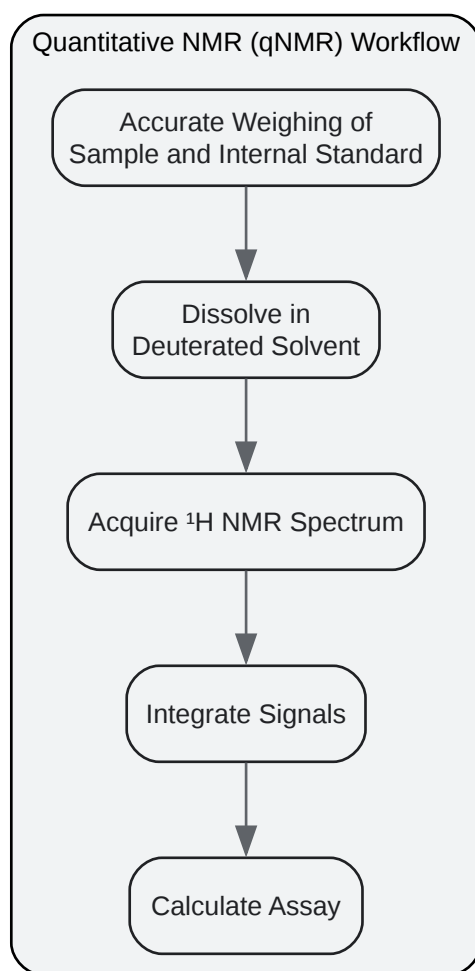 Quantitative NMR (qNMR) Workflow
Accurate Weighing of
Sample and Internal Standard
Dissolve in
Deuterated Solvent
Acquire ¹H NMR Spectrum
Integrate Signals
Calculate Assay